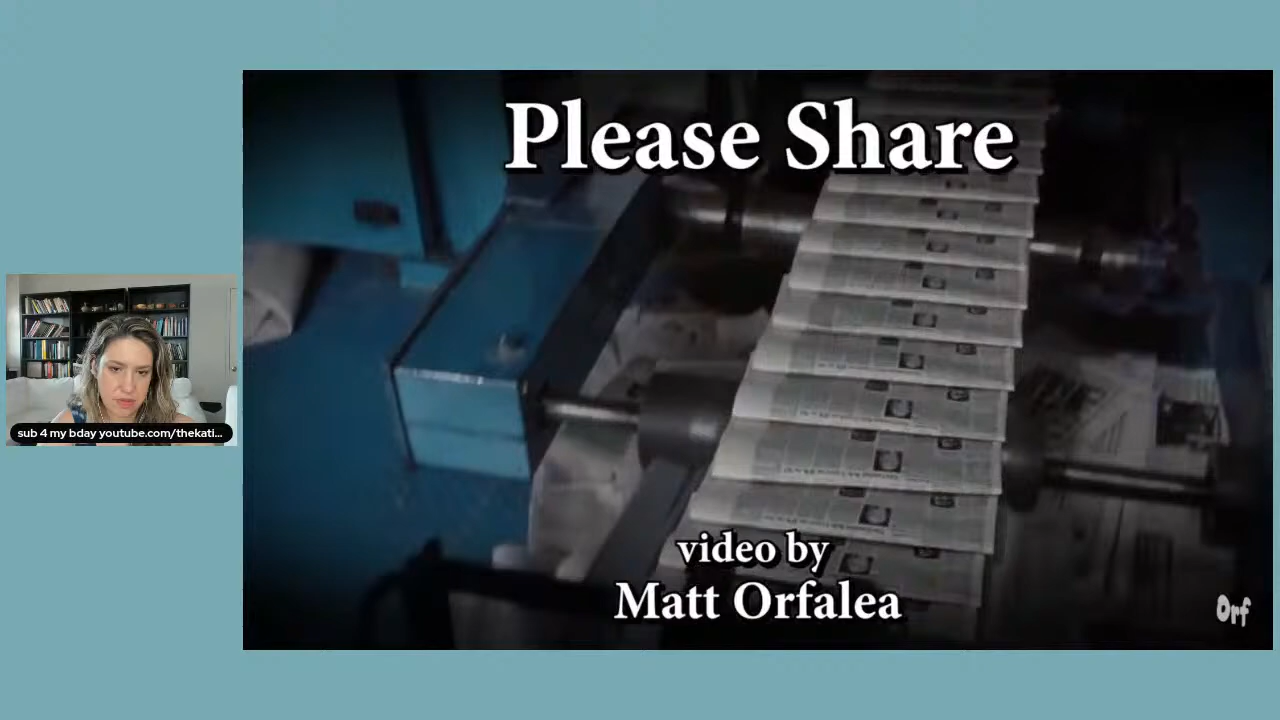 Please Share
sub 4 my bday youtube.com/thekati...
video by
Matt Orfalea
Orf